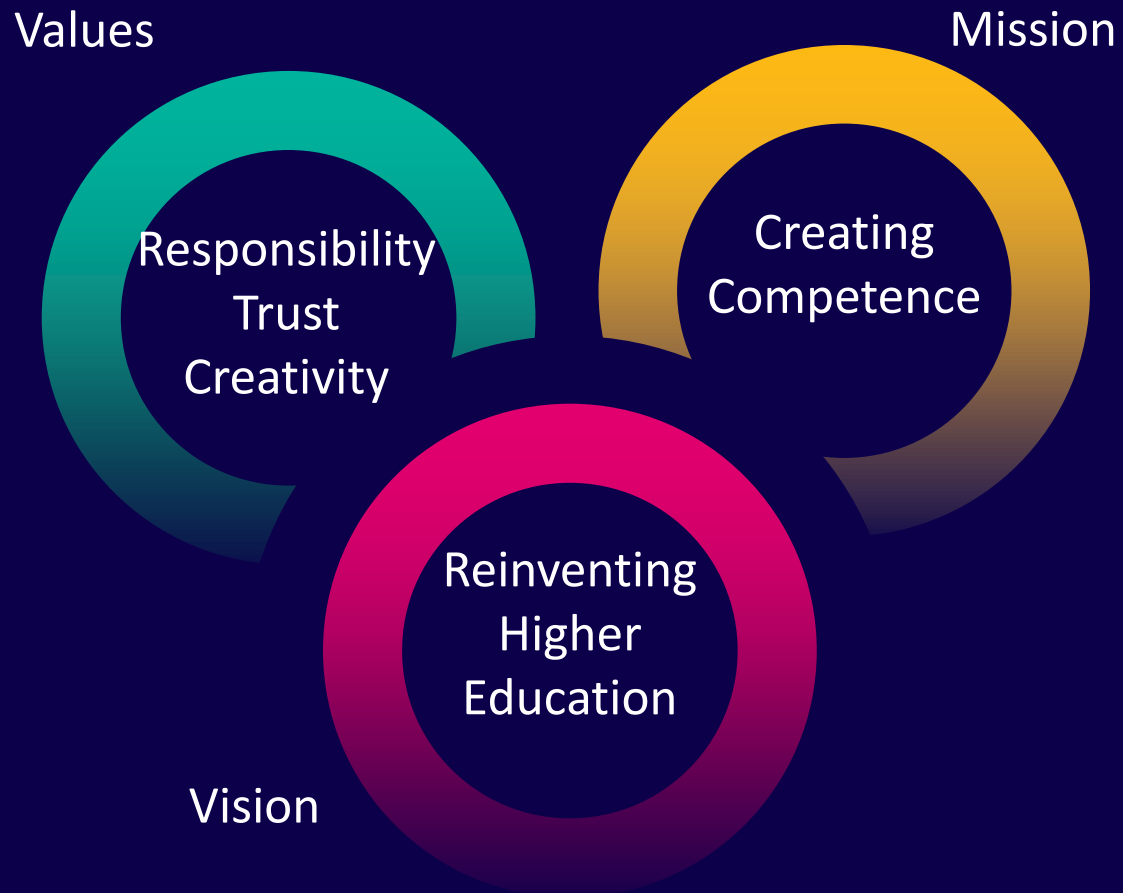 Values
Responsibility
Trust
Creativity
Mission
Creating
Competence
Reinventing
Higher
Education
Vision